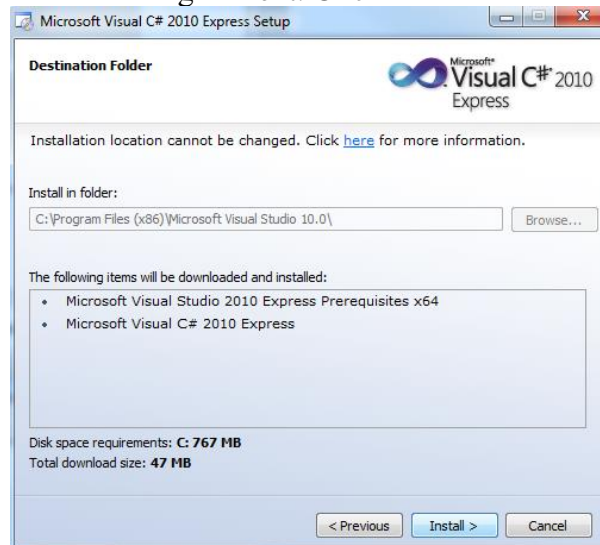 Microsoft Visual C# 2010 Express Setup
Destination Folder
Microsoft®
Visual C#® 2010
Express
Installation location cannot be changed. Click here for more information.
Install in folder:
C:\Program Files (x86)\Microsoft Visual Studio 10.0\
Browse...
The following items will be downloaded and installed:
• Microsoft Visual Studio 2010 Express Prerequisites x64
• Microsoft Visual C# 2010 Express
Disk space requirements: C: 767 MB
Total download size: 47 MB
< Previous Install > Cancel